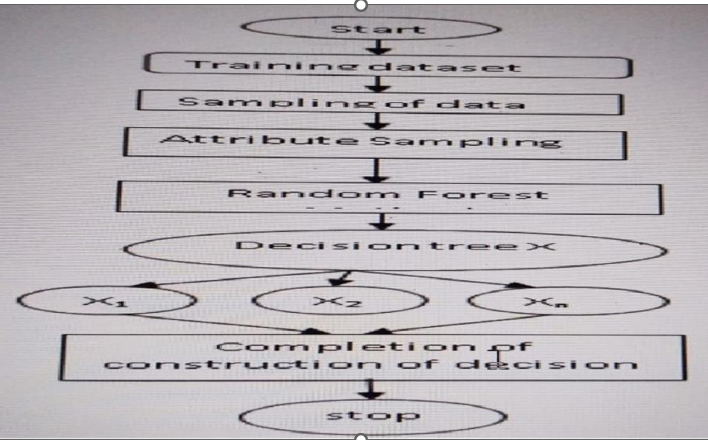 Start
Training dataset
Sampling of data
Attribute Sampling
Random Forest
Decision tree X
X₁ X₂ Xₙ
Completion of
construction of decision
stop